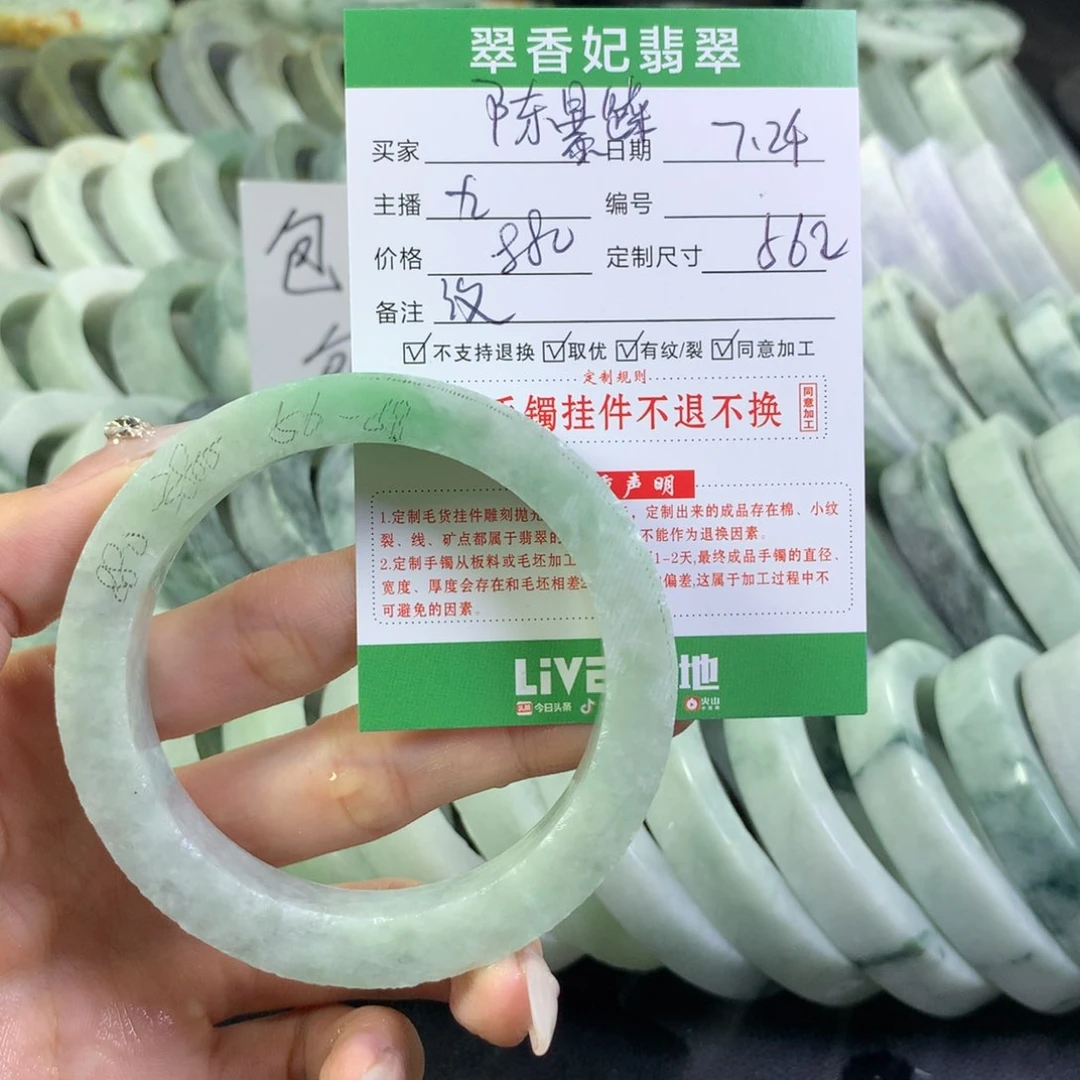 翠香妃翡翠
买家 陈 日期 7.24
主播 九 编号
价格 880 定制尺寸 562
备注 纹
☑不支持退换 ☑取优 ☑有纹/裂 ☑同意加工
定制规则
手镯挂件不退不换
同意加工
声明
1.定制毛货挂件雕刻抛光 定制出来的成品存在棉、小纹
裂、线、矿点都属于翡翠的 不能作为退换因素。
2.定制手镯从板料或毛坯加工 1-2天,最终成品手镯的直径、
宽度、厚度会存在和毛坯相差 偏差,这属于加工过程中不
可避免的因素。
LiVE 地
头条 今日头条 火山
包
56-